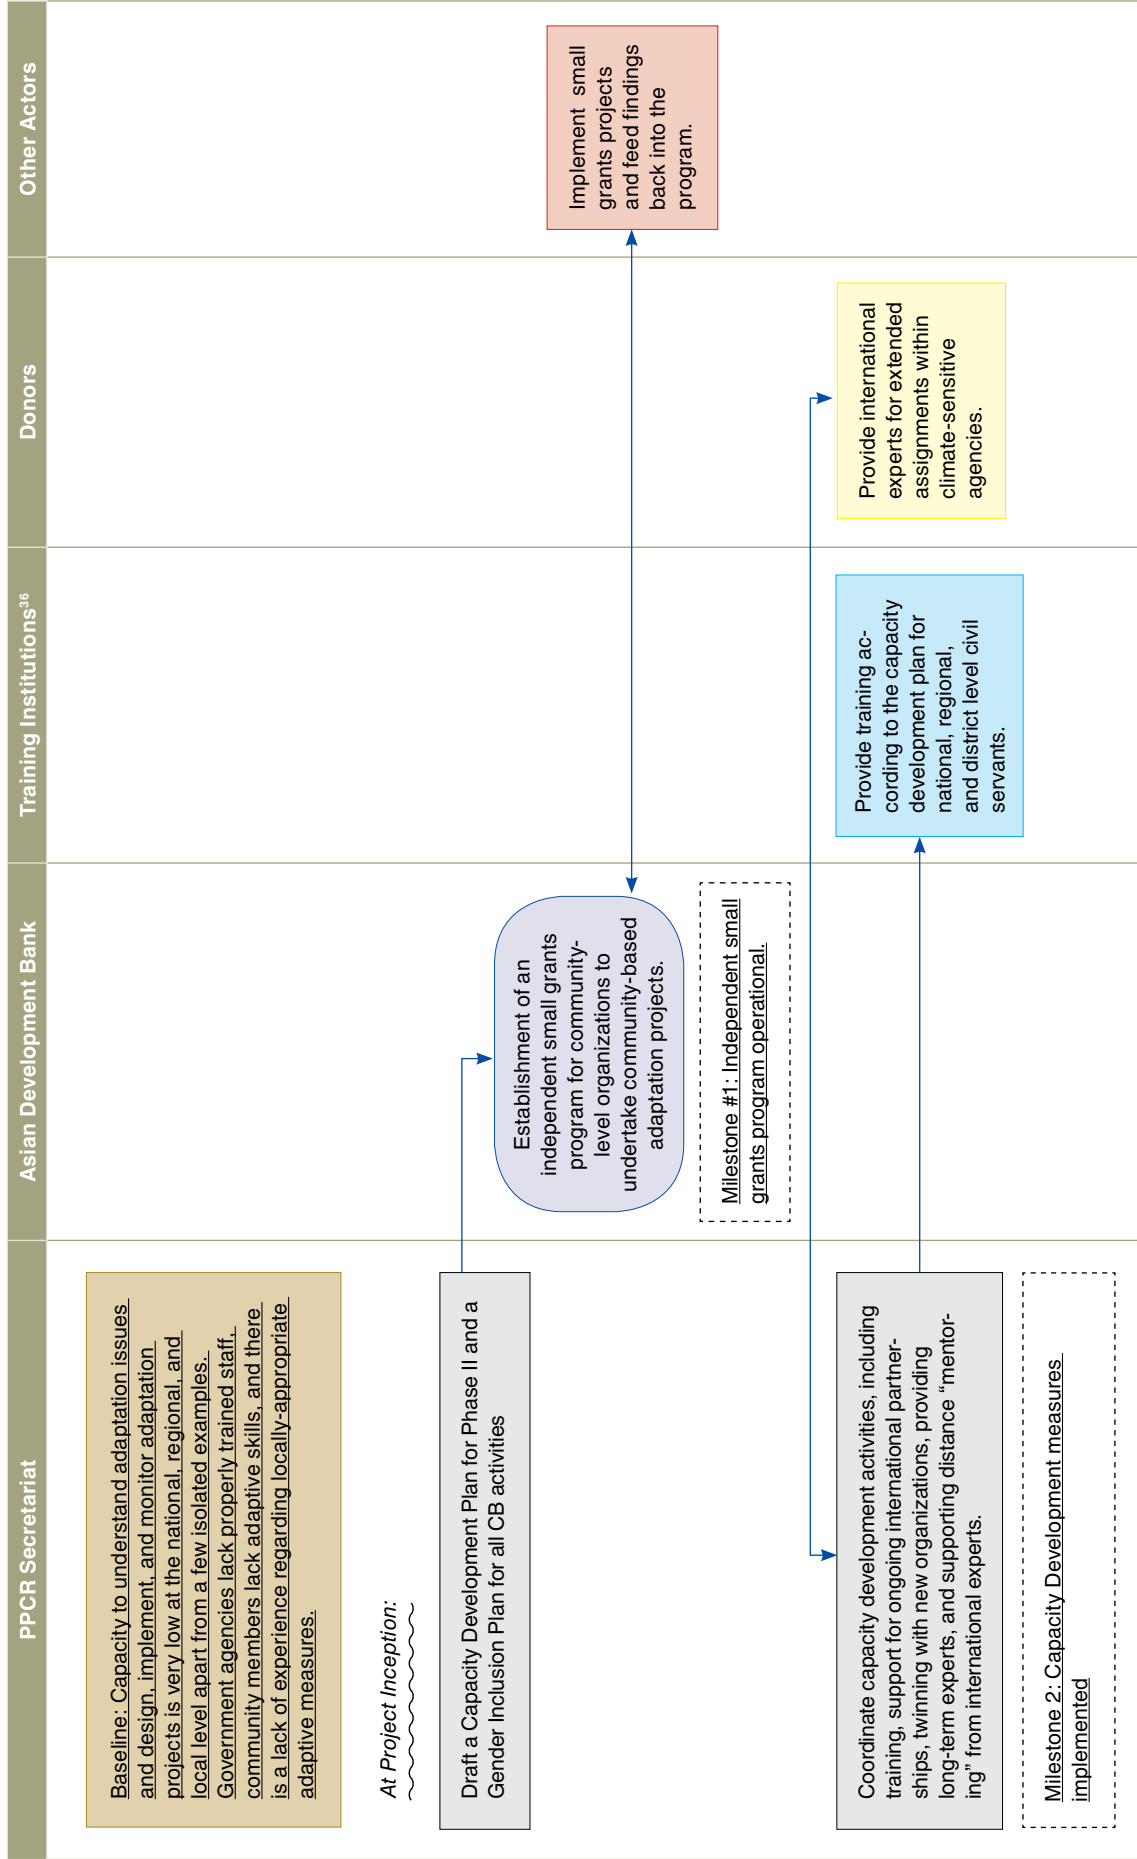 PPCR Secretariat
Asian Development Bank
Training Institutions36
Donors
Other Actors
Baseline: Capacity to understand adaptation issues
and design, implement, and monitor adaptation
projects is very low at the national, regional, and
local level apart from a few isolated examples.
Government agencies lack properly trained staff,
community members lack adaptive skills, and there
is a lack of experience regarding locally-appropriate
adaptive measures.
At Project Inception:
Draft a Capacity Development Plan for Phase II and a
Gender Inclusion Plan for all CB activities
Establishment of an
independent small grants
program for community-
level organizations to
undertake community-based
adaptation projects.
Implement small
grants projects
and feed findings
back into the
program.
Milestone #1: Independent small
grants program operational.
Coordinate capacity development activities, including
training, support for ongoing international partner-
ships, twinning with new organizations, providing
long-term experts, and supporting distance “mentor-
ing” from international experts.
Provide training ac-
cording to the capacity
development plan for
national, regional,
and district level civil
servants.
Provide international
experts for extended
assignments within
climate-sensitive
agencies.
Milestone 2: Capacity Development measures
implemented